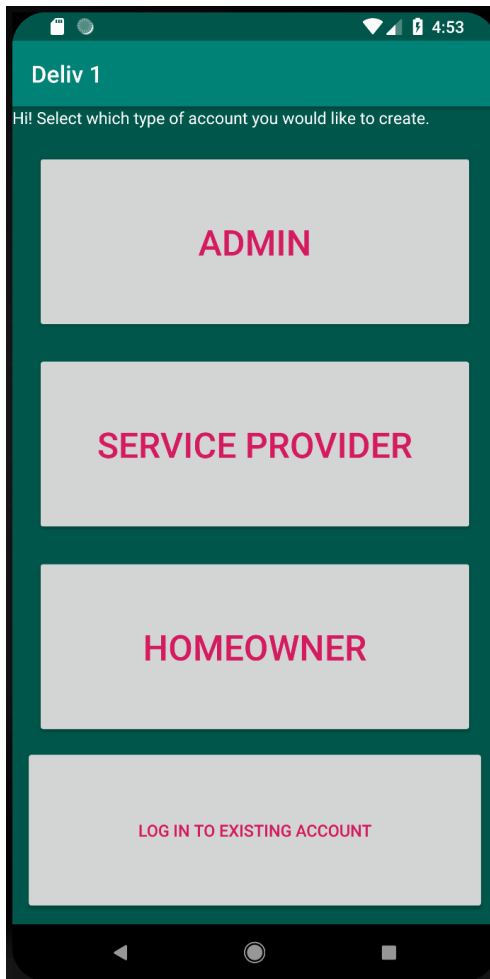 4:53
Deliv 1
Hi! Select which type of account you would like to create.
ADMIN
SERVICE PROVIDER
HOMEOWNER
LOG IN TO EXISTING ACCOUNT